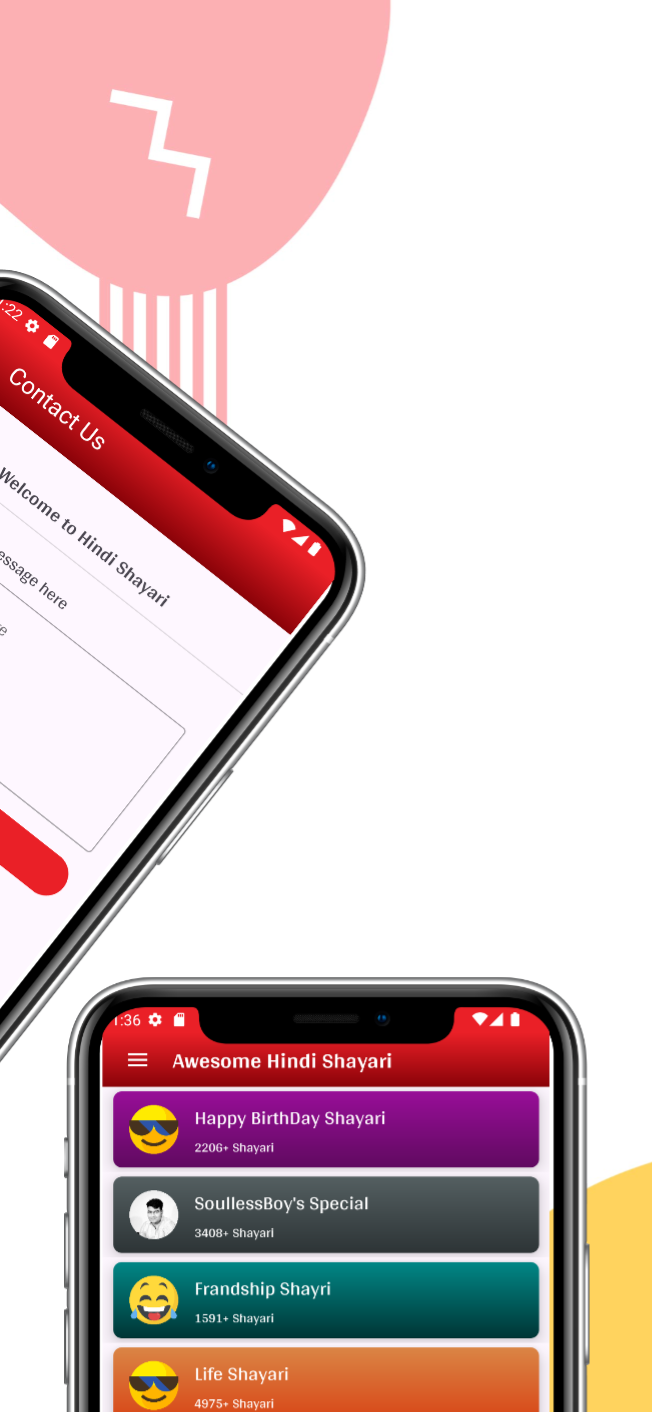 :22
Contact Us
Welcome to Hindi Shayari
essage here
1:36
Awesome Hindi Shayari
Happy BirthDay Shayari
2206+ Shayari
SoullessBoy's Special
3408+ Shayari
Frandship Shayri
1591+ Shayari
Life Shayari
4975+ Shayari